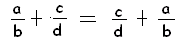 a/b + c/d = c/d + a/b